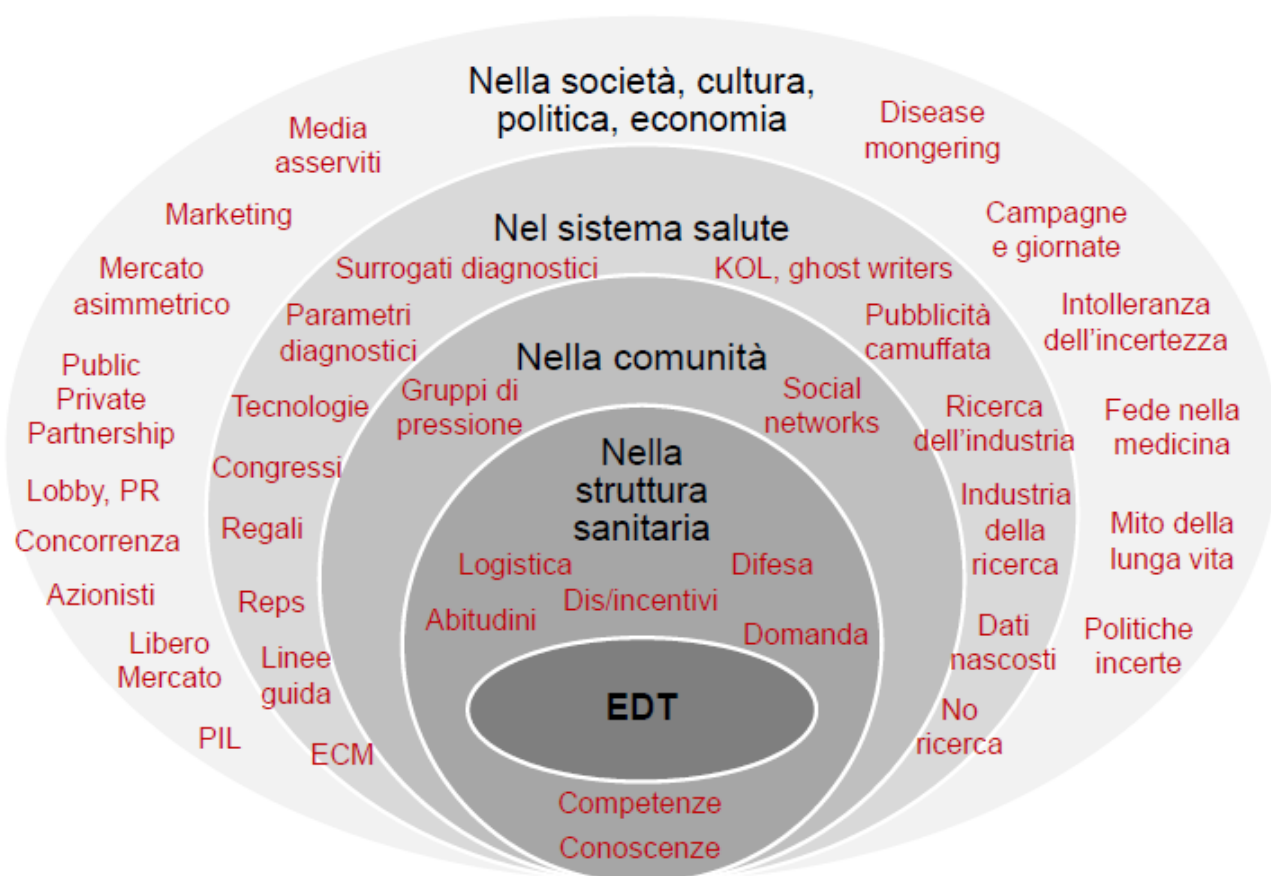 Nella società, cultura,
politica, economia
Media
asserviti
Marketing
Mercato
asimmetrico
Public
Private
Partnership
Lobby, PR
Concorrenza
Azionisti
Libero
Mercato
PIL
Disease
mongering
Campagne
e giornate
Intolleranza
dell'incertezza
Fede nella
medicina
Mito della
lunga vita
Politiche
incerte
Nel sistema salute
Surrogati diagnostici
Parametri
diagnostici
Tecnologie
Congressi
Regali
Reps
Linee
guida
ECM
KOL, ghost writers
Pubblicità
camuffata
Ricerca
dell'industria
Industria
della
ricerca
Dati
nascosti
No
ricerca
Nella comunità
Gruppi di
pressione
Social
networks
Nella
struttura
sanitaria
Logistica
Difesa
Dis/incentivi
Abitudini
Domanda
EDT
Competenze
Conoscenze